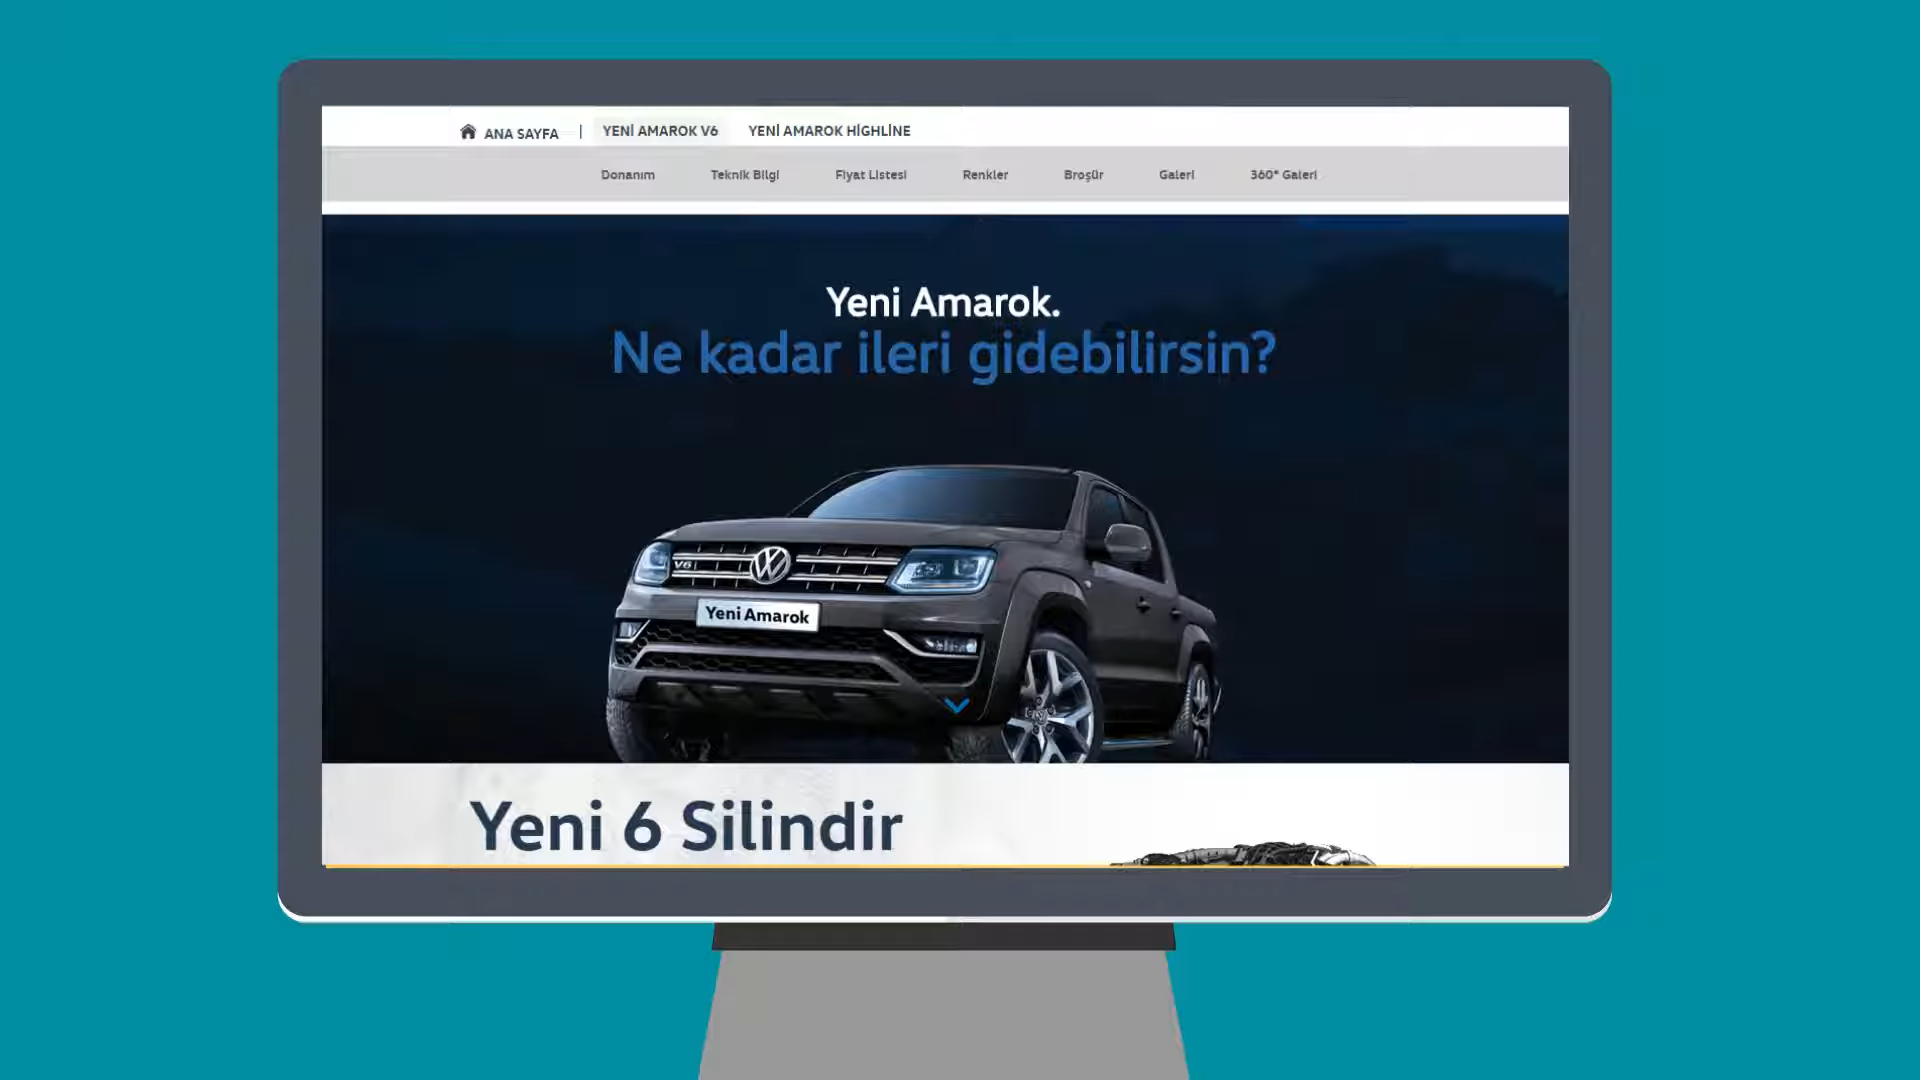 ANA SAYFA | YENİ AMAROK V6 YENİ AMAROK HİGHLİNE
Donanım Teknik Bilgi Fiyat Listesi Renkler Broşür Galeri 360° Galeri
Yeni Amarok.
Ne kadar ileri gidebilirsin?
V6
Yeni Amarok
Yeni 6 Silindir